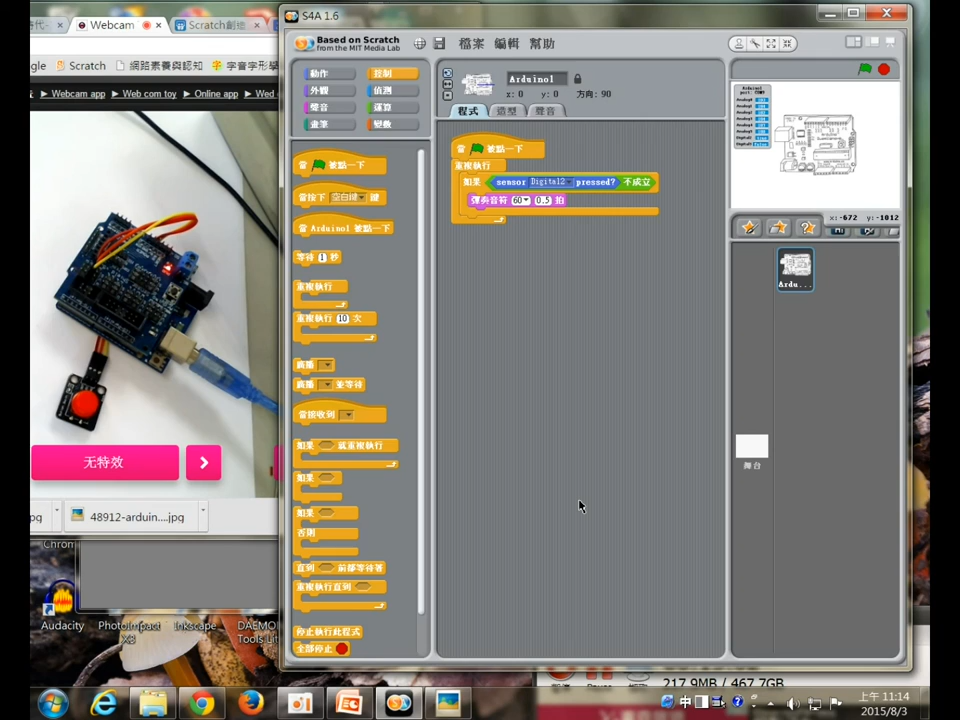 Webcam
Scratch創造
gle
Scratch
網路素養與認知
字音字形學
Webcam app
Web com toy
Online app
Wed
无特效
48912-arduin....jpg
Audacity
PhotoImpact X3
Inkscape
DAEMO
Tools Lit
S4A 1.6
Based on Scratch
from the MIT Media Lab
檔案 編輯 幫助
動作 控制
外觀 偵測
聲音 運算
畫筆 變數
當 被點一下
當按下 空白鍵 鍵
當 Arduino1 被點一下
等待 1 秒
重複執行
重複執行 10 次
廣播
廣播 並等待
當接收到
如果 就重複執行
如果
如果
否則
直到 前都等待著
重複執行直到
停止執行此程式
全部停止
Arduino1
x: 0 y: 0 方向: 90
程式 造型 聲音
當 被點一下
重複執行
如果 sensor Digital2 pressed? 不成立
彈奏音符 60 0.5 拍
x: -672 y: -1012
Ardu...
舞台
217.9MB / 467.7GB
中
上午 11:14
2015/8/3